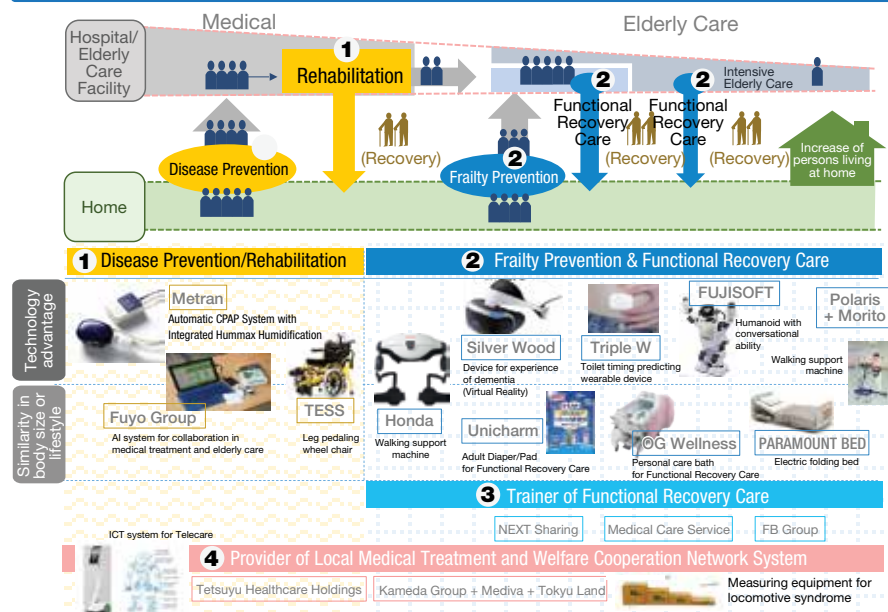 Medical
Elderly Care
Hospital/
Elderly
Care
Facility
1
Rehabilitation
2
Functional
Recovery
Care
2
Functional
Recovery
Care
Intensive
Elderly Care
(Recovery)
(Recovery)
(Recovery)
Disease Prevention
2
Frailty Prevention
Increase of
persons living
at home
Home
1 Disease Prevention/Rehabilitation
2 Frailty Prevention & Functional Recovery Care
Technology
advantage
Metran
Automatic CPAP System with
Integrated Hummax Humidification
Silver Wood
Device for experience
of dementia
(Virtual Reality)
Triple W
Toilet timing predicting
wearable device
FUJISOFT
Humanoid with
conversational
ability
Polaris
+ Morito
Walking support
machine
Similarity in
body size or
lifestyle
Fuyo Group
AI system for collaboration in
medical treatment and elderly care
TESS
Leg pedaling
wheel chair
Honda
Walking support
machine
Unicharm
Adult Diaper/Pad
for Functional Recovery Care
OG Wellness
Personal care bath
for Functional Recovery Care
PARAMOUNT BED
Electric folding bed
3 Trainer of Functional Recovery Care
NEXT Sharing
Medical Care Service
FB Group
ICT system for Telecare
4 Provider of Local Medical Treatment and Welfare Cooperation Network System
Tetsuyu Healthcare Holdings
Kameda Group + Mediva + Tokyu Land
Measuring equipment for
locomotive syndrome